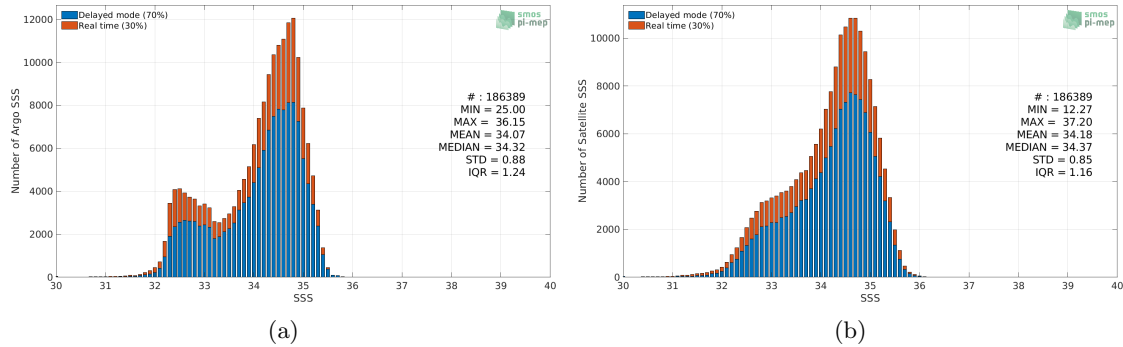 Delayed mode (70%)
Real time (30%)
smos
pi-mep
Number of Argo SSS
12000
10000
8000
6000
4000
2000
0
# : 186389
MIN = 25.00
MAX = 36.15
MEAN = 34.07
MEDIAN = 34.32
STD = 0.88
IQR = 1.24
30 31 32 33 34 35 36 37 38 39 40
SSS
(a)
Delayed mode (70%)
Real time (30%)
smos
pi-mep
Number of Satellite SSS
10000
8000
6000
4000
2000
0
# : 186389
MIN = 12.27
MAX = 37.20
MEAN = 34.18
MEDIAN = 34.37
STD = 0.85
IQR = 1.16
30 31 32 33 34 35 36 37 38 39 40
SSS
(b)